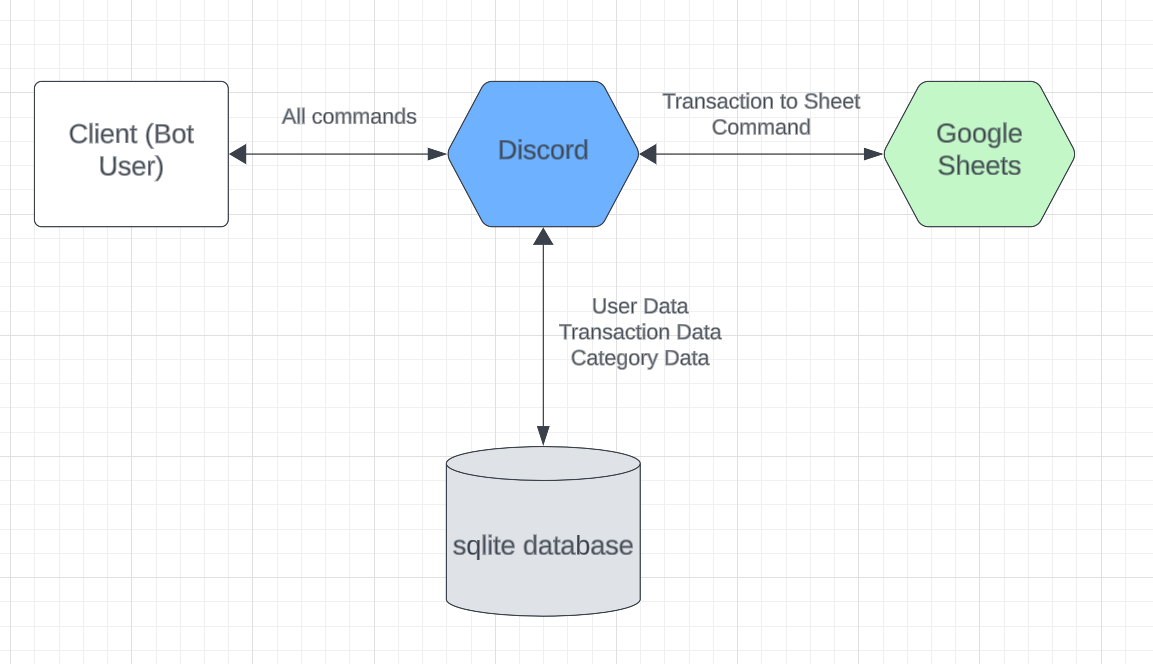 Client (Bot
User)
All commands
Discord
Transaction to Sheet
Command
Google
Sheets
User Data
Transaction Data
Category Data
sqlite database